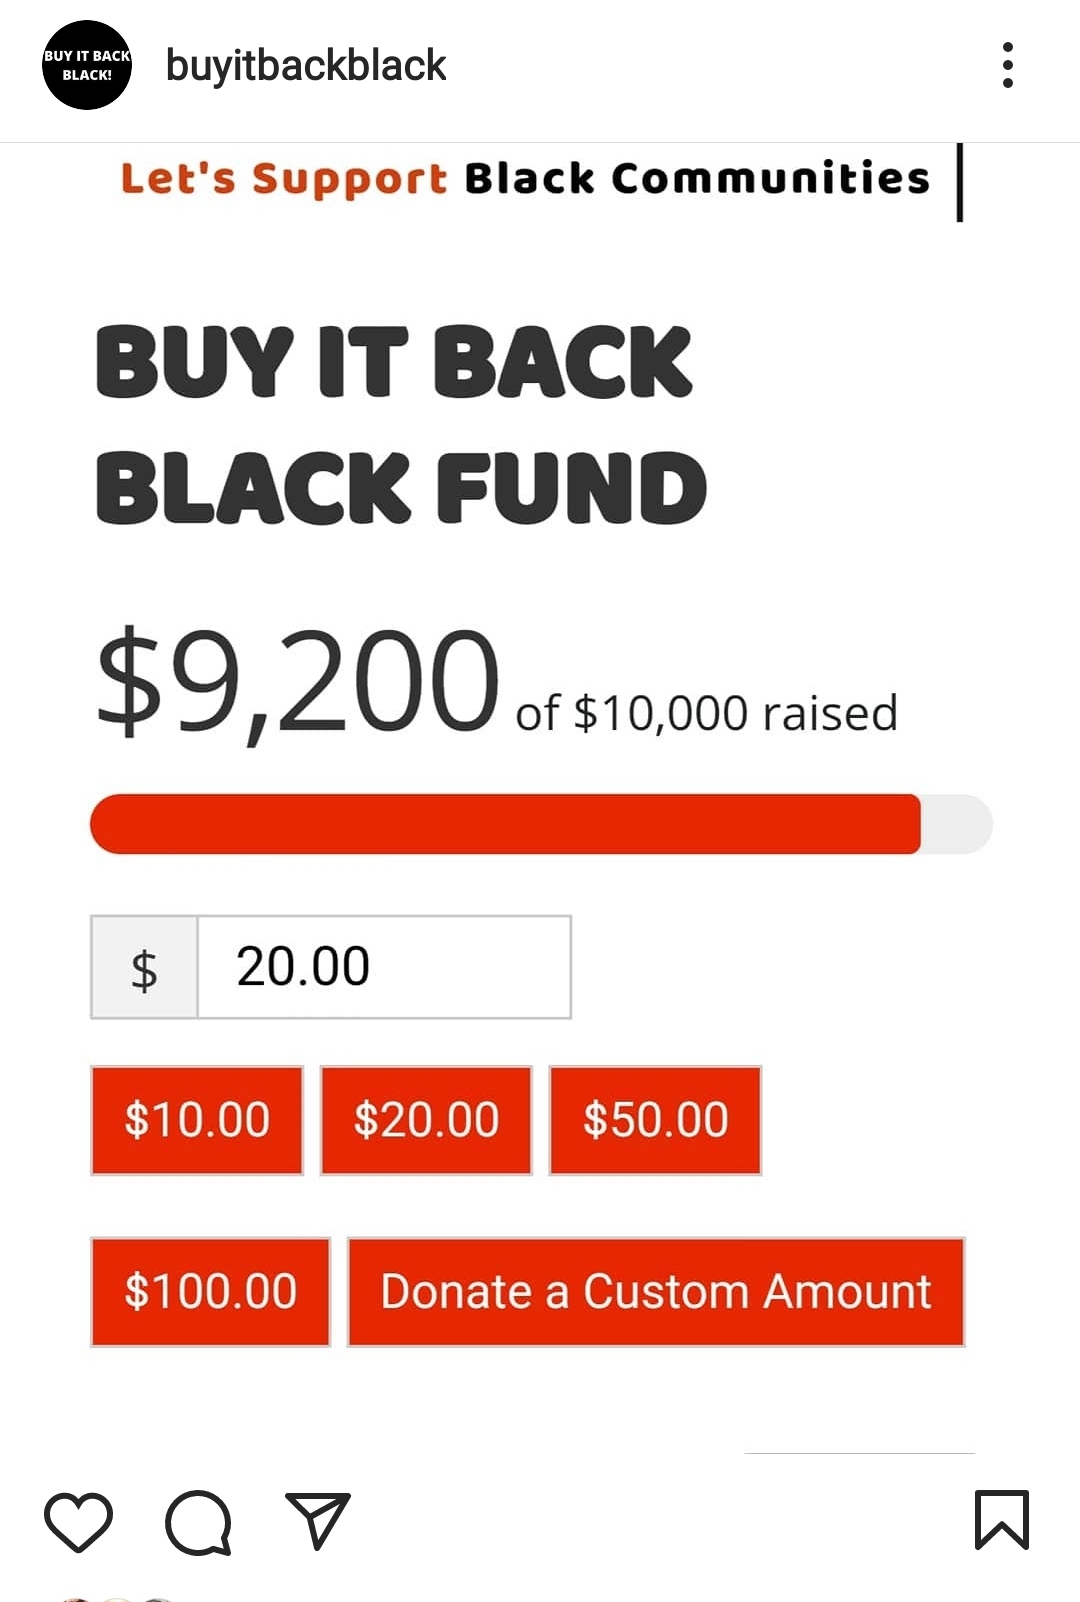 BUY IT BACK
BLACK!
buyitbackblack
Let's Support Black Communities
BUY IT BACK
BLACK FUND
$9,200 of $10,000 raised
$ 20.00
$10.00 $20.00 $50.00
$100.00 Donate a Custom Amount